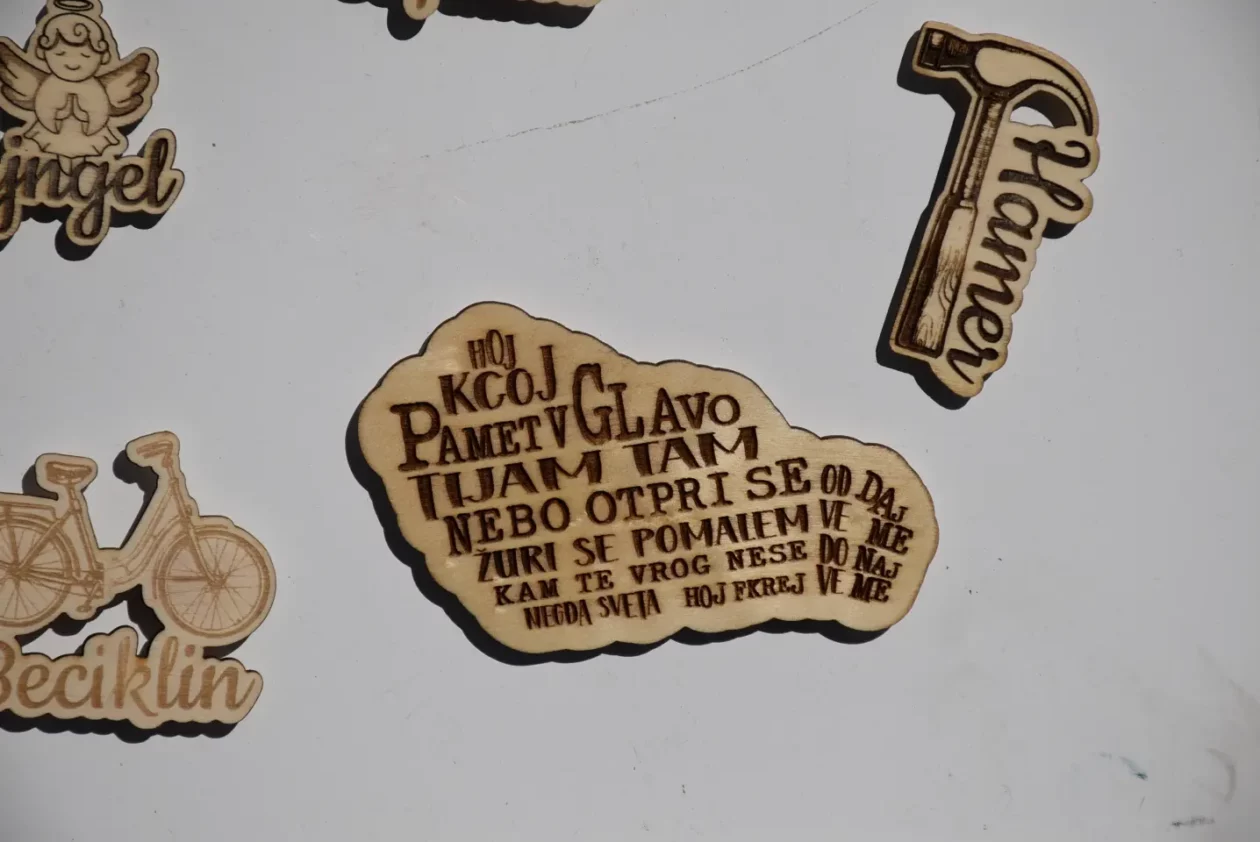 jngel
Hamer
HOJ
KCOJ
PAMET V GLAVO
TIJAM TAM
NEBO OTPRI SE OD DAJ
ŽURI SE POMALEM VE ME
KAM TE VROG NESE DO NAJ
NEGDA SVETA HOJ FKREJ VE ME
Beciklin